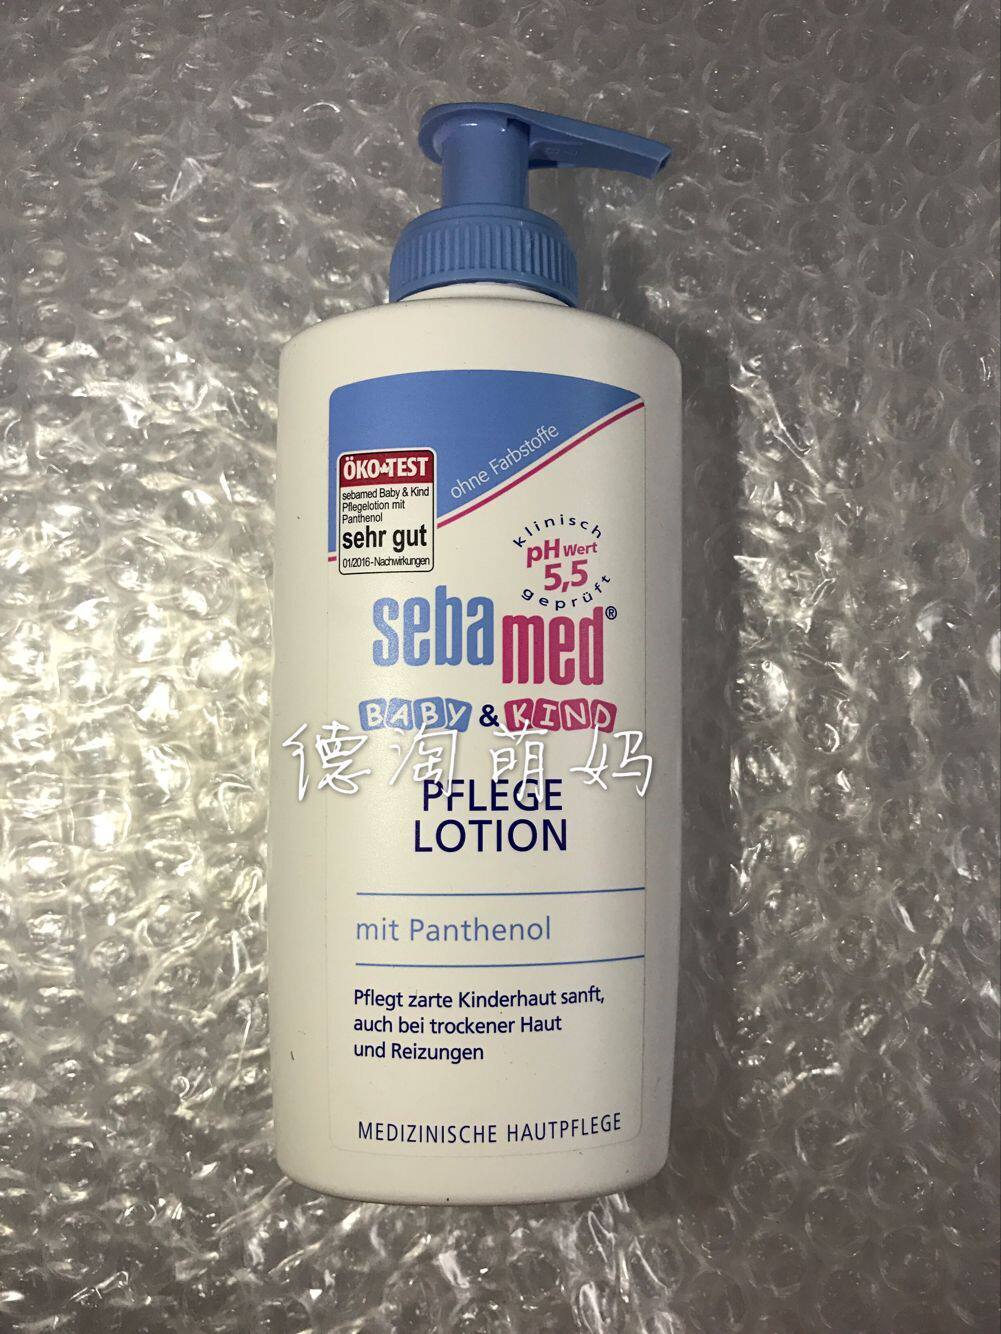 ohne Farbstoffe
ÖKO-TEST
sebamed Baby & Kind
Pflegelotion mit
Panthenol
sehr gut
01/2016 - Nachwirkungen
klinisch
pH Wert
5,5
geprüft
sebamed®
BABY & KIND
德淘萌妈
PFLEGE
LOTION
mit Panthenol
Pflegt zarte Kinderhaut sanft,
auch bei trockener Haut
und Reizungen
MEDIZINISCHE HAUTPFLEGE